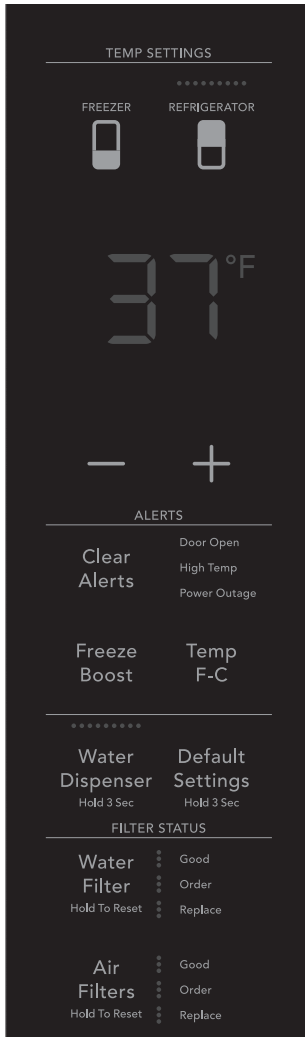 TEMP SETTINGS
FREEZER REFRIGERATOR
37°F
− +
ALERTS
Clear
Alerts
Door Open
High Temp
Power Outage
Freeze
Boost
Temp
F-C
Water
Dispenser
Hold 3 Sec
Default
Settings
Hold 3 Sec
FILTER STATUS
Water
Filter
Hold To Reset
Good
Order
Replace
Air
Filters
Hold To Reset
Good
Order
Replace